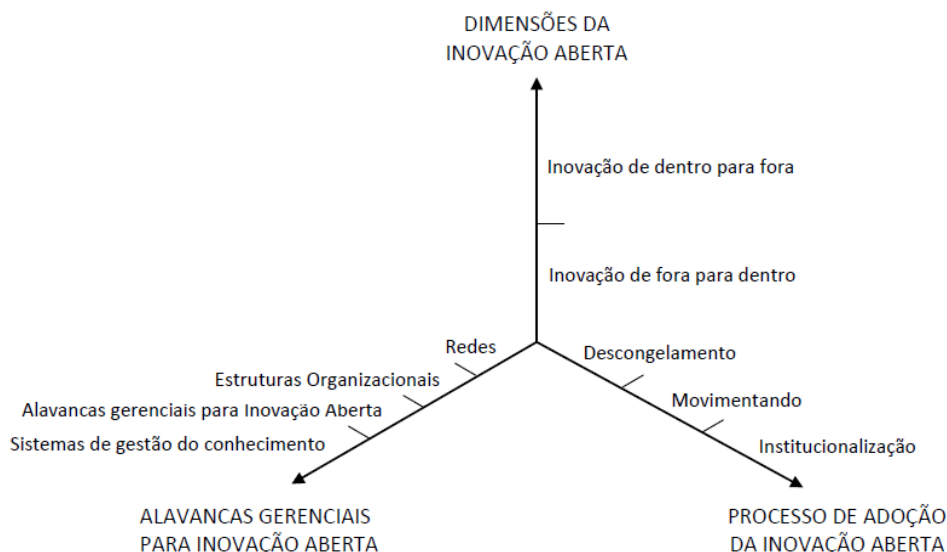 DIMENSÕES DA
INOVAÇÃO ABERTA
Inovação de dentro para fora
Inovação de fora para dentro
Redes
Estruturas Organizacionais
Alavancas gerenciais para Inovação Aberta
Sistemas de gestão do conhecimento
Descongelamento
Movimentando
Institucionalização
ALAVANCAS GERENCIAIS
PARA INOVACÃO ABERTA
PROCESSO DE ADOÇÃO
DA INOVAÇÃO ABERTA